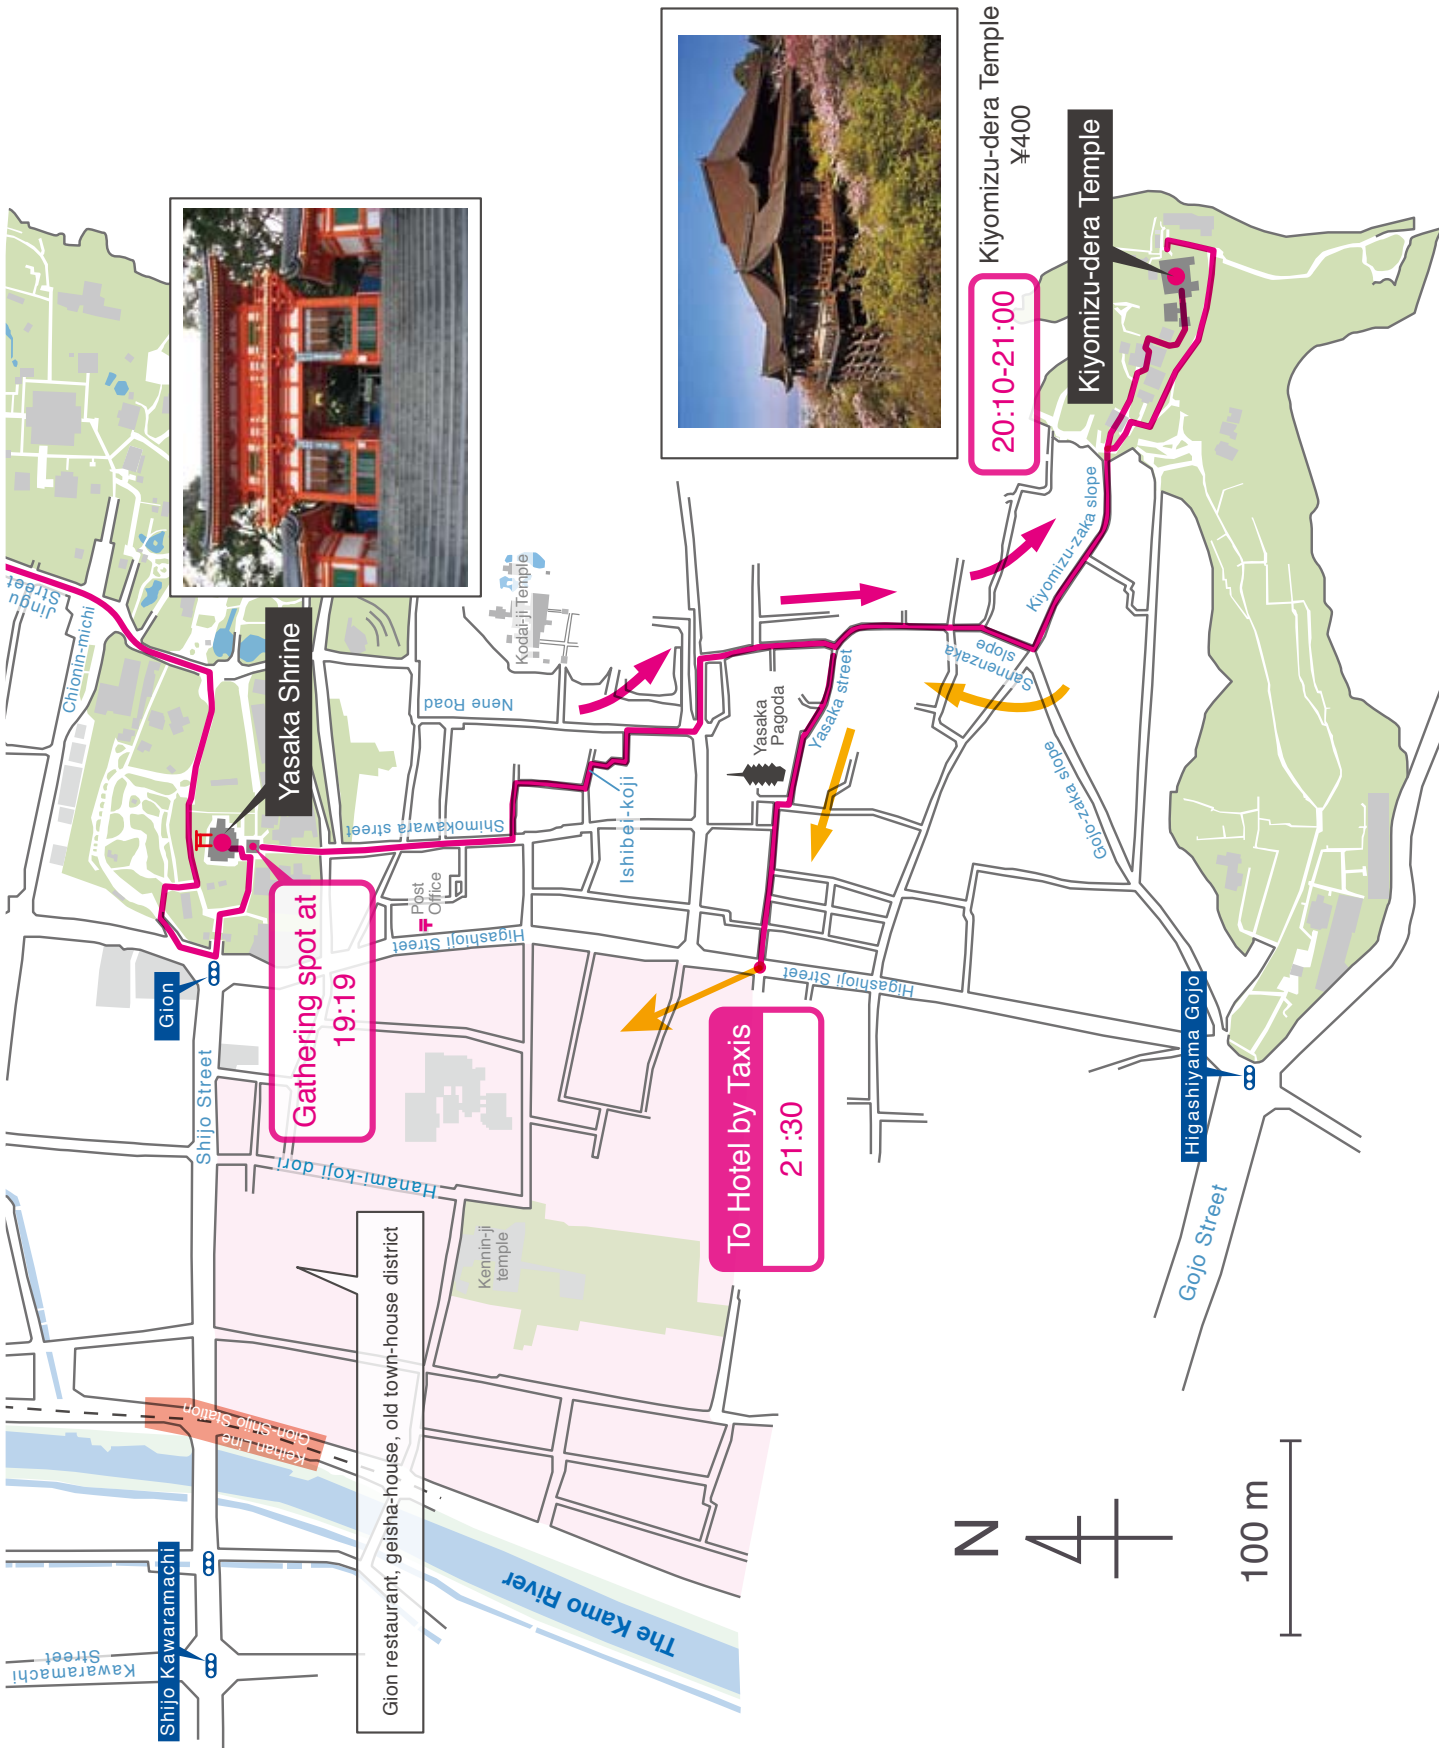 Jingu
Street
Chionin-michi
Yasaka Shrine
Gion
Shijo Street
Gathering spot at
19:19
Shimokawara street
Post
Office
Higashioji Street
Nene Road
Kodai-ji Temple
Ishibei-koji
Yasaka
Pagoda
Yasaka street
Sannenzaka
slope
Kiyomizu-zaka slope
Gojo-zaka slope
Kiyomizu-dera Temple
¥400
20:10-21:00
Kiyomizu-dera Temple
Higashioji Street
To Hotel by Taxis
21:30
Higashiyama Gojo
Gojo Street
Hanami-koji dori
Kennin-ji
temple
Gion restaurant, geisha-house, old town-house district
Keihan Line
Gion-Shijo Station
Shijo Kawaramachi
Kawaramachi
Street
The Kamo River
N
100 m